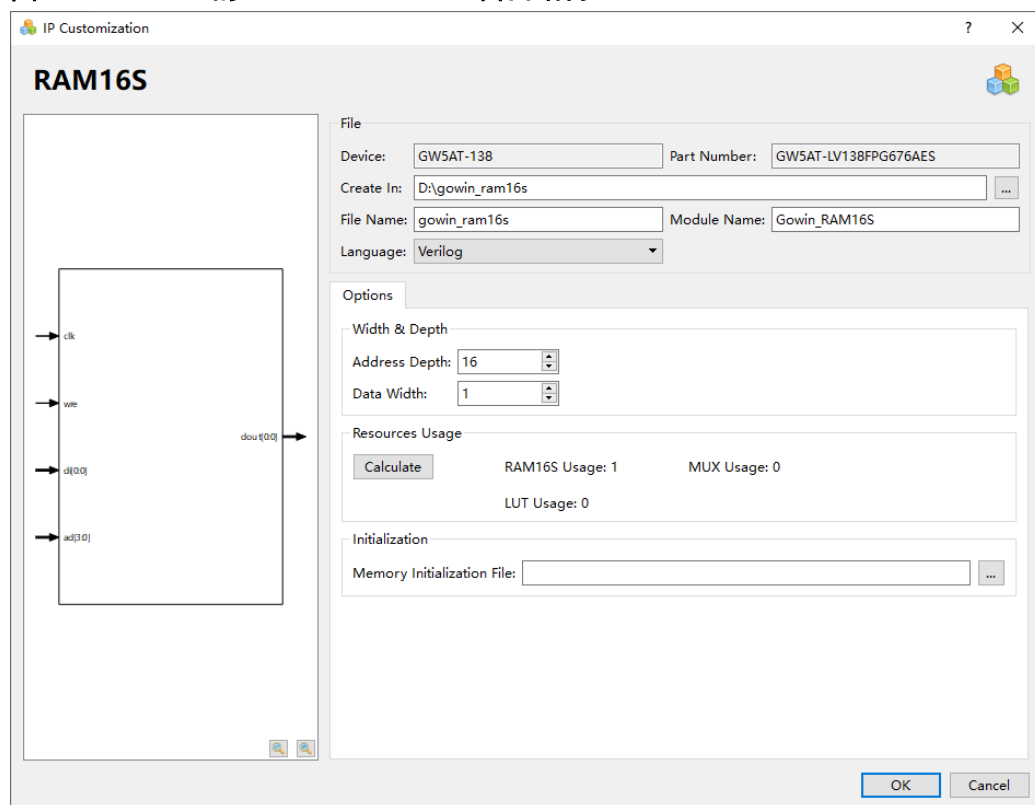 IP Customization ? ×
RAM16S
File
Device: GW5AT-138 Part Number: GW5AT-LV138FPG676AES
Create In: D:\gowin_ram16s ...
File Name: gowin_ram16s Module Name: Gowin_RAM16S
Language: Verilog
Options
Width & Depth
Address Depth: 16
Data Width: 1
Resources Usage
Calculate RAM16S Usage: 1 MUX Usage: 0
LUT Usage: 0
Initialization
Memory Initialization File: ...
clk
wre
dout[0:0]
di[0:0]
ad[3:0]
OK Cancel